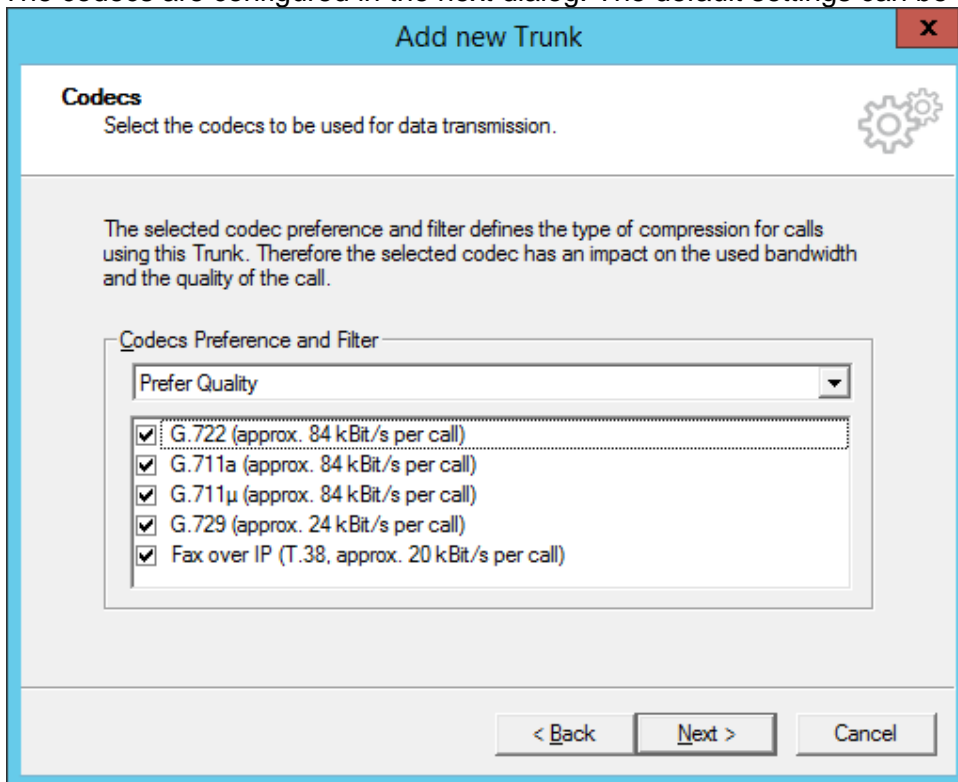 The codecs are configured in the next dialog. The default settings can be
Add new Trunk
x
Codecs
Select the codecs to be used for data transmission.
The selected codec preference and filter defines the type of compression for calls
using this Trunk. Therefore the selected codec has an impact on the used bandwidth
and the quality of the call.
Codecs Preference and Filter
Prefer Quality
G.722 (approx. 84 kBit/s per call)
G.711a (approx. 84 kBit/s per call)
G.711µ (approx. 84 kBit/s per call)
G.729 (approx. 24 kBit/s per call)
Fax over IP (T.38, approx. 20 kBit/s per call)
< Back Next > Cancel